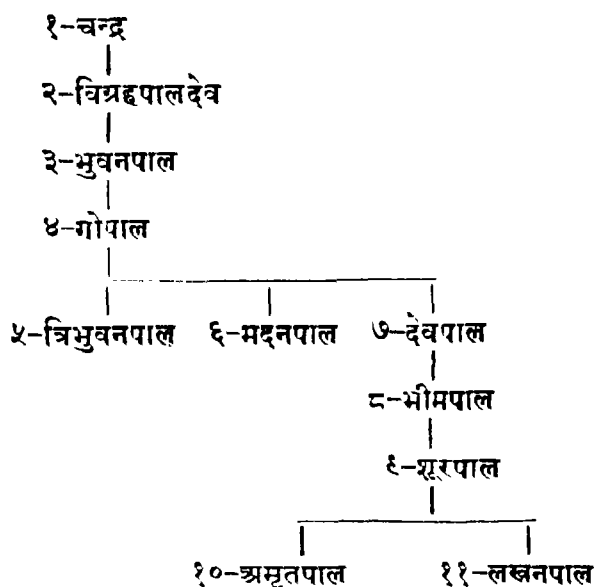 १-चन्द्र
२-विग्रहपालदेव
३-भुवनपाल
४-गोपाल
५-त्रिभुवनपाल ६-मदनपाल ७-देवपाल
८-भीमपाल
९-शूरपाल
१०-अमृतपाल ११-लखनपाल